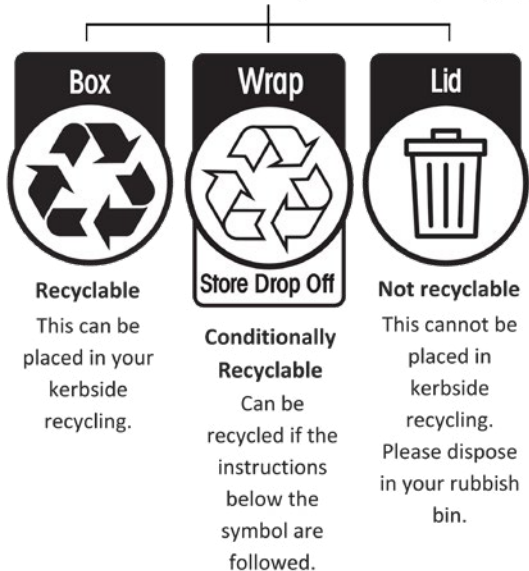 Box
Recyclable
This can be
placed in your
kerbside
recycling.
Wrap
Store Drop Off
Conditionally
Recyclable
Can be
recycled if the
instructions
below the
symbol are
followed.
Lid
Not recyclable
This cannot be
placed in
kerbside
recycling.
Please dispose
in your rubbish
bin.